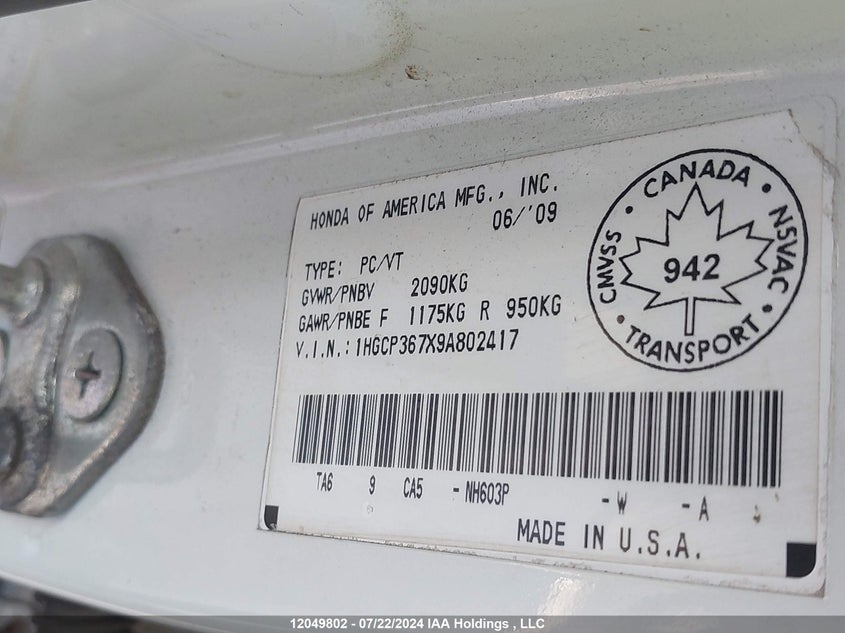 HONDA OF AMERICA MFG., INC.
06/'09
TYPE: PC/VT
GVWR/PNBV 2090KG
GAWR/PNBE F 1175KG R 950KG
V.I.N.: 1HGCP367X9A802417
CANADA • NSVAC • TRANSPORT • CMVSS •
942
TA6 9 CA5 -NH603P -W -A
MADE IN U.S.A.
12049802 - 07/22/2024 IAA Holdings , LLC